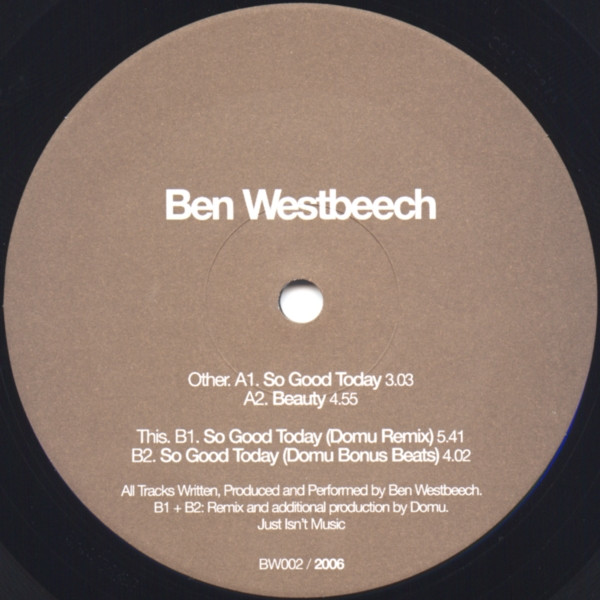 Ben Westbeech
Other. A1. So Good Today 3.03
A2. Beauty 4.55
This. B1. So Good Today (Domu Remix) 5.41
B2. So Good Today (Domu Bonus Beats) 4.02
All Tracks Written, Produced and Performed by Ben Westbeech.
B1 + B2: Remix and additional production by Domu.
Just Isn't Music
BW002 / 2006